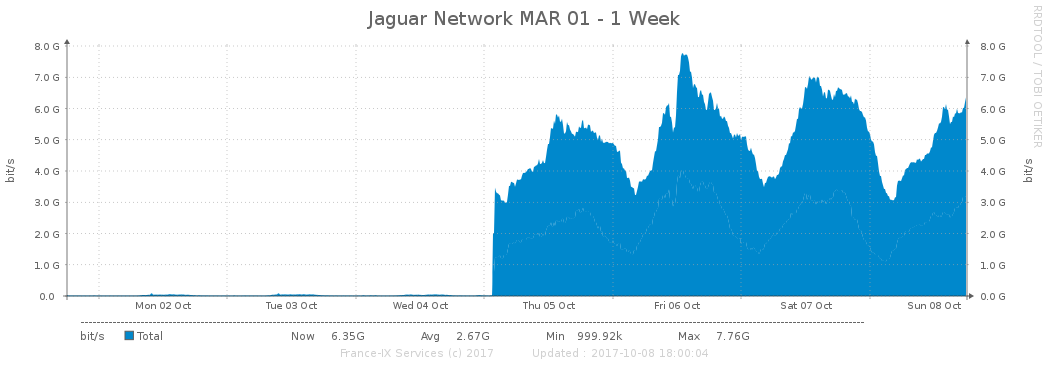 Jaguar Network MAR 01 - 1 Week
RRDTOOL / TOBI OETIKER
8.0 G 8.0 G
7.0 G 7.0 G
6.0 G 6.0 G
5.0 G 5.0 G
4.0 G 4.0 G
3.0 G 3.0 G
2.0 G 2.0 G
1.0 G 1.0 G
0.0 0.0 G
bit/s
bit/s
Mon 02 Oct Tue 03 Oct Wed 04 Oct Thu 05 Oct Fri 06 Oct Sat 07 Oct Sun 08 Oct
bit/s Total Now 6.35G Avg 2.67G Min 999.92k Max 7.76G
France-IX Services (c) 2017 Updated : 2017-10-08 18:00:04